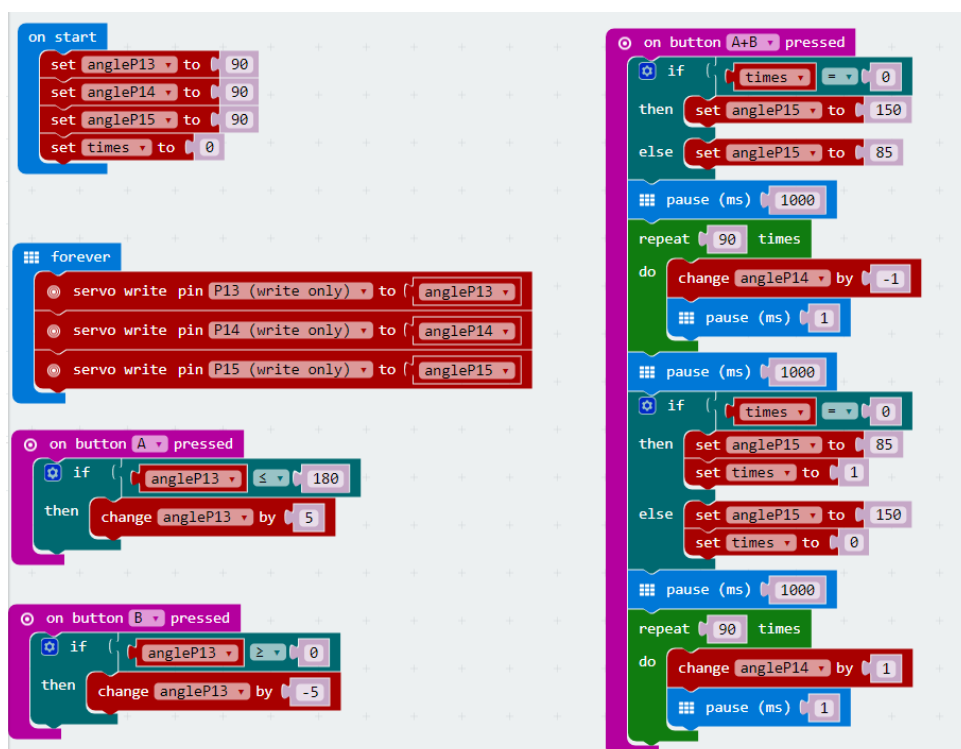 on start
set angleP13 to 90
set angleP14 to 90
set angleP15 to 90
set times to 0
forever
servo write pin P13 (write only) to angleP13
servo write pin P14 (write only) to angleP14
servo write pin P15 (write only) to angleP15
on button A pressed
if angleP13 ≤ 180
then change angleP13 by 5
on button B pressed
if angleP13 ≥ 0
then change angleP13 by -5
on button A+B pressed
if times = 0
then set angleP15 to 150
else set angleP15 to 85
pause (ms) 1000
repeat 90 times
do change angleP14 by -1
pause (ms) 1
pause (ms) 1000
if times = 0
then set angleP15 to 85
set times to 1
else set angleP15 to 150
set times to 0
pause (ms) 1000
repeat 90 times
do change angleP14 by 1
pause (ms) 1